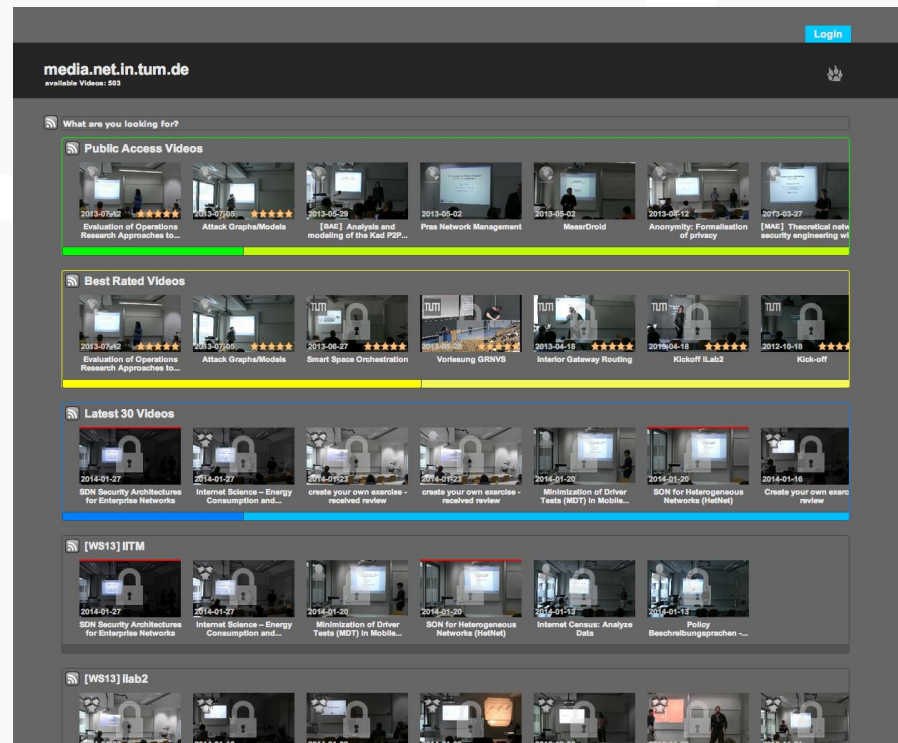 Login
media.net.in.tum.de
available Videos: 503
What are you looking for?
Public Access Videos
2013-07-12
2013-07-05
2013-05-29
2013-05-02
2013-05-02
2013-04-12
2013-03-27
Evaluation of Operations
Research Approaches to...
Attack Graphs/Models
[BAE] Analysis and
modeling of the Kad P2P...
Pras Network Management
MeasrDroid
Anonymity: Formalisation
of privacy
[MAE] Theoretical netw
security engineering wi
Best Rated Videos
TUM
TUM
TUM
TUM
TUM
2013-07-12
2013-07-05
2013-06-27
2013-05-28
2013-04-18
2013-04-18
2012-10-18
Evaluation of Operations
Research Approaches to...
Attack Graphs/Models
Smart Space Orchestration
Vorlesung GRNVS
Interior Gateway Routing
Kickoff iLab2
Kick-off
Latest 30 Videos
2014-01-27
2014-01-27
2014-01-23
2014-01-23
2014-01-20
2014-01-20
2014-01-16
SDN Security Architectures
for Enterprise Networks
Internet Science – Energy
Consumption and...
create your own exercise -
received review
create your own exercise -
received review
Minimization of Driver
Tests (MDT) in Mobile...
SON for Heterogeneous
Networks (HetNet)
Create your own exerc
review
[WS13] IITM
2014-01-27
2014-01-27
2014-01-20
2014-01-20
2014-01-13
2014-01-13
SDN Security Architectures
for Enterprise Networks
Internet Science – Energy
Consumption and...
Minimization of Driver
Tests (MDT) in Mobile...
SON for Heterogeneous
Networks (HetNet)
Internet Census: Analyze
Data
Policy
Beschreibungsprachen -...
[WS13] ilab2